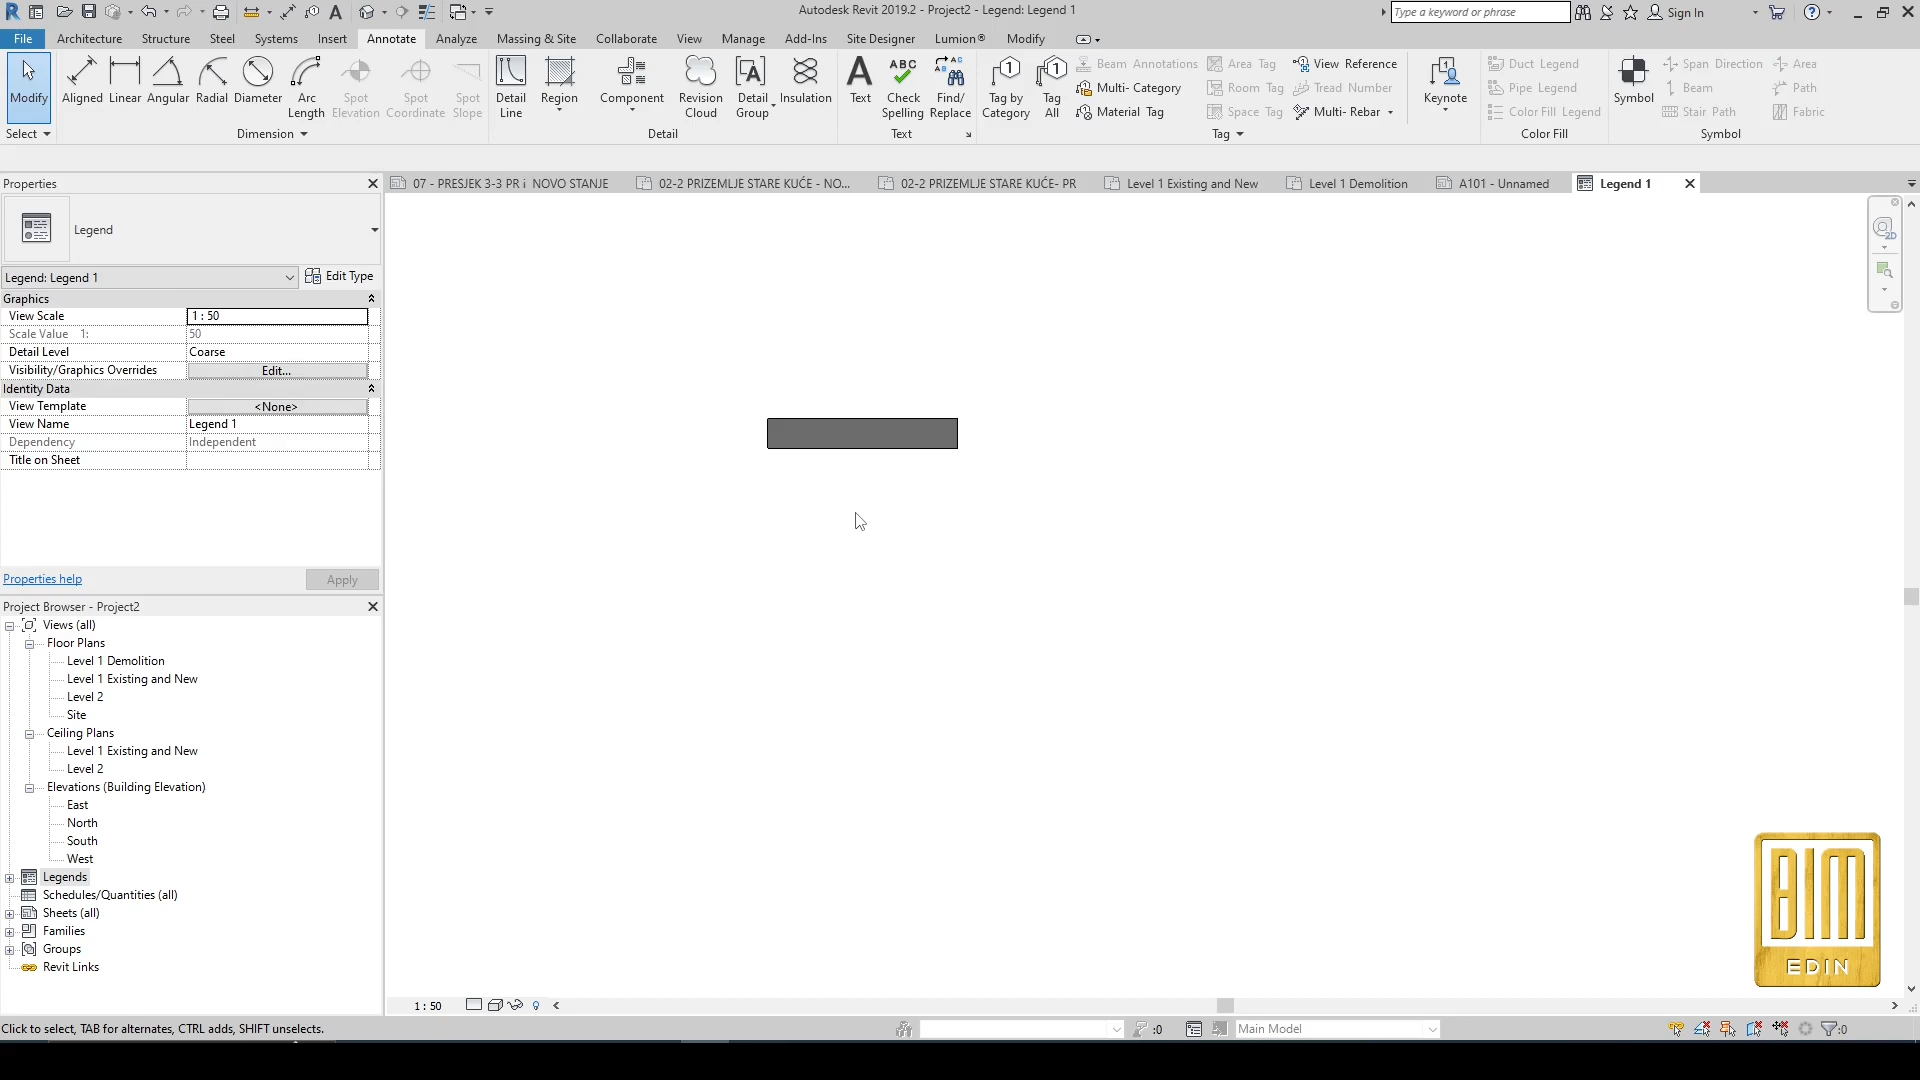 Autodesk Revit 2019.2 - Project2 - Legend: Legend 1
Type a keyword or phrase
Sign In
File Architecture Structure Steel Systems Insert Annotate Analyze Massing & Site Collaborate View Manage Add-Ins Site Designer Lumion® Modify
Modify
Select
Aligned Linear Angular Radial Diameter Arc Length Spot Elevation Spot Coordinate Spot Slope
Dimension
Detail Line Region Component Revision Cloud Detail Group Insulation
Detail
Text Check Spelling Find/ Replace
Text
Tag by Category Tag All
Beam Annotations Area Tag View Reference
Multi- Category Room Tag Tread Number
Material Tag Space Tag Multi- Rebar
Tag
Keynote
Duct Legend
Pipe Legend
Color Fill Legend
Color Fill
Symbol
Span Direction Area
Beam Path
Stair Path Fabric
Symbol
Properties
07 - PRESJEK 3-3 PR i NOVO STANJE
02-2 PRIZEMLJE STARE KUĆE - NO...
02-2 PRIZEMLJE STARE KUĆE- PR
Level 1 Existing and New
Level 1 Demolition
A101 - Unnamed
Legend 1
Legend
Legend: Legend 1
Edit Type
Graphics
View Scale 1 : 50
Scale Value 1: 50
Detail Level Coarse
Visibility/Graphics Overrides Edit...
Identity Data
View Template <None>
View Name Legend 1
Dependency Independent
Title on Sheet
Properties help
Apply
Project Browser - Project2
Views (all)
Floor Plans
Level 1 Demolition
Level 1 Existing and New
Level 2
Site
Ceiling Plans
Level 1 Existing and New
Level 2
Elevations (Building Elevation)
East
North
South
West
Legends
Schedules/Quantities (all)
Sheets (all)
Families
Groups
Revit Links
2D
BIM
EDIN
1 : 50
Click to select, TAB for alternates, CTRL adds, SHIFT unselects.
:0
Main Model
:0